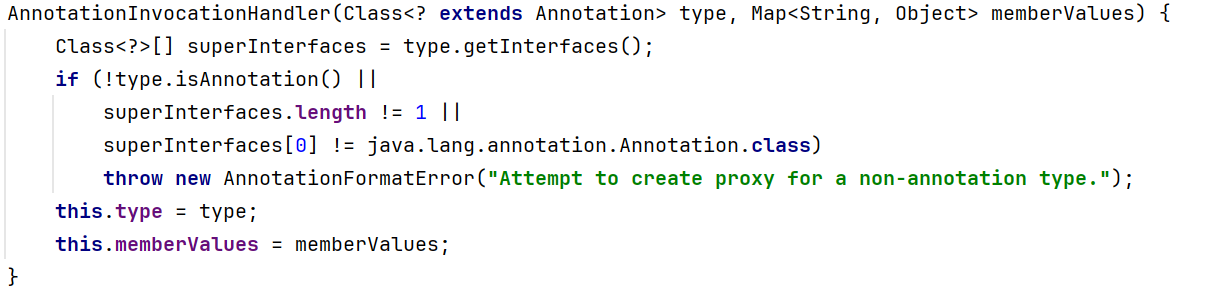 AnnotationInvocationHandler(Class<? extends Annotation> type, Map<String, Object> memberValues) {
    Class<?>[] superInterfaces = type.getInterfaces();
    if (!type.isAnnotation() ||
        superInterfaces.length != 1 ||
        superInterfaces[0] != java.lang.annotation.Annotation.class)
        throw new AnnotationFormatError("Attempt to create proxy for a non-annotation type.");
    this.type = type;
    this.memberValues = memberValues;
}